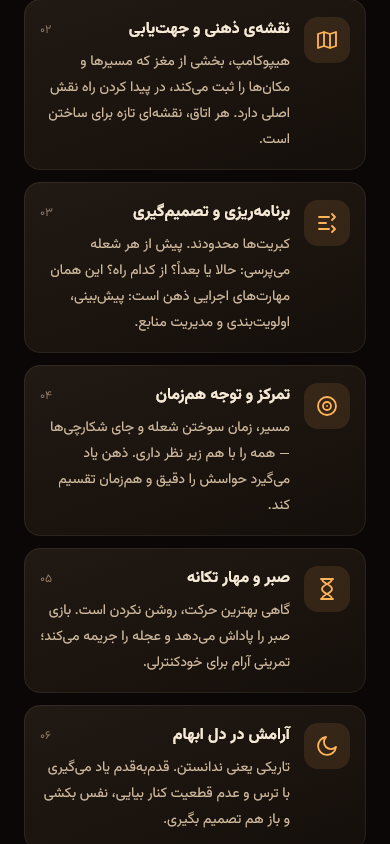 نقشه‌ی ذهنی و جهت‌یابی
۰۲
هیپوکامپ، بخشی از مغز که مسیرها و
مکان‌ها را ثبت می‌کند، در پیدا کردن راه نقش
اصلی دارد. هر اتاق، نقشه‌ای تازه برای ساختن
است.
برنامه‌ریزی و تصمیم‌گیری
۰۳
کبریت‌ها محدودند. پیش از هر شعله
می‌پرسی: حالا یا بعداً؟ از کدام راه؟ این همان
مهارت‌های اجرایی ذهن است: پیش‌بینی،
اولویت‌بندی و مدیریت منابع.
تمرکز و توجه هم‌زمان
۰۴
مسیر، زمان سوختن شعله و جای شکارچی‌ها
— همه را با هم زیر نظر داری. ذهن یاد
می‌گیرد حواسش را دقیق و هم‌زمان تقسیم
کند.
صبر و مهار تکانه
۰۵
گاهی بهترین حرکت، روشن نکردن است. بازی
صبر را پاداش می‌دهد و عجله را جریمه می‌کند؛
تمرینی آرام برای خودکنترلی.
آرامش در دل ابهام
۰۶
تاریکی یعنی ندانستن. قدم‌به‌قدم یاد می‌گیری
با ترس و عدم قطعیت کنار بیایی، نفس بکشی
و باز هم تصمیم بگیری.